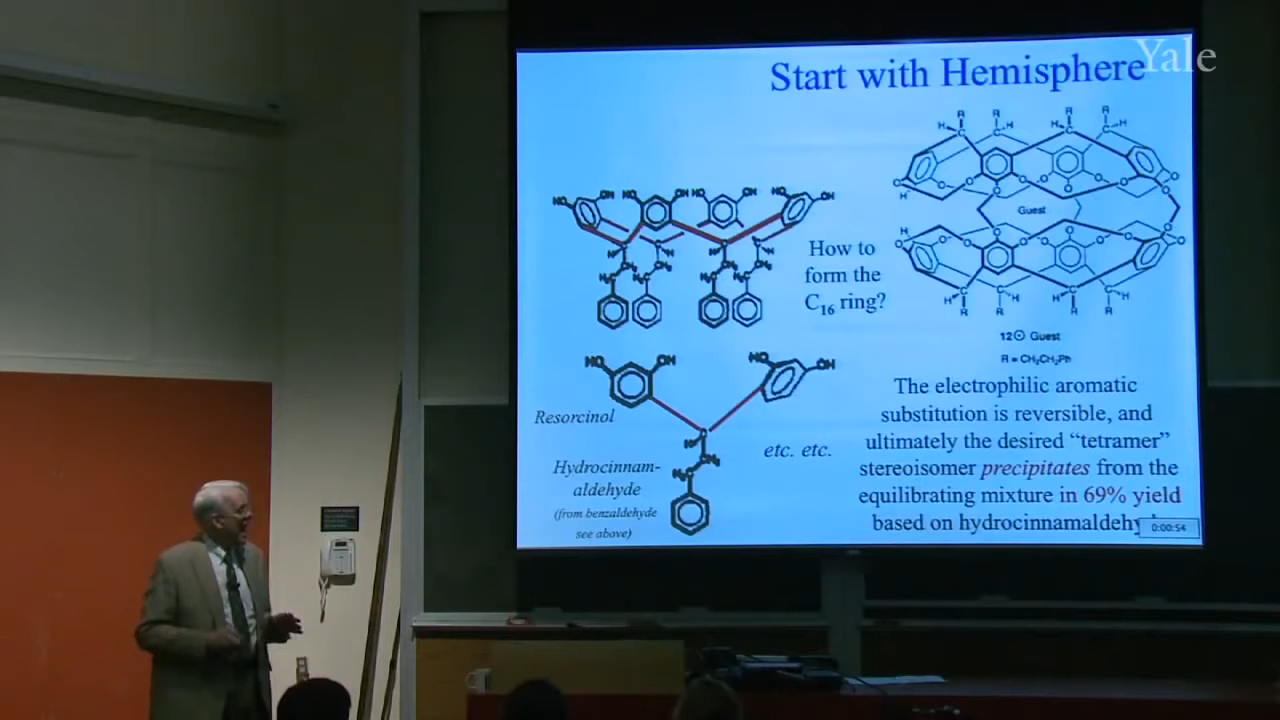 Yale
Start with Hemisphere
How to
form the
C16 ring?
Guest
12⊙ Guest
R = CH2CH2Ph
Resorcinol
Hydrocinnam-
aldehyde
(from benzaldehyde
see above)
etc. etc.
The electrophilic aromatic
substitution is reversible, and
ultimately the desired “tetramer”
stereoisomer precipitates from the
equilibrating mixture in 69% yield
based on hydrocinnamaldehy
0:00:54